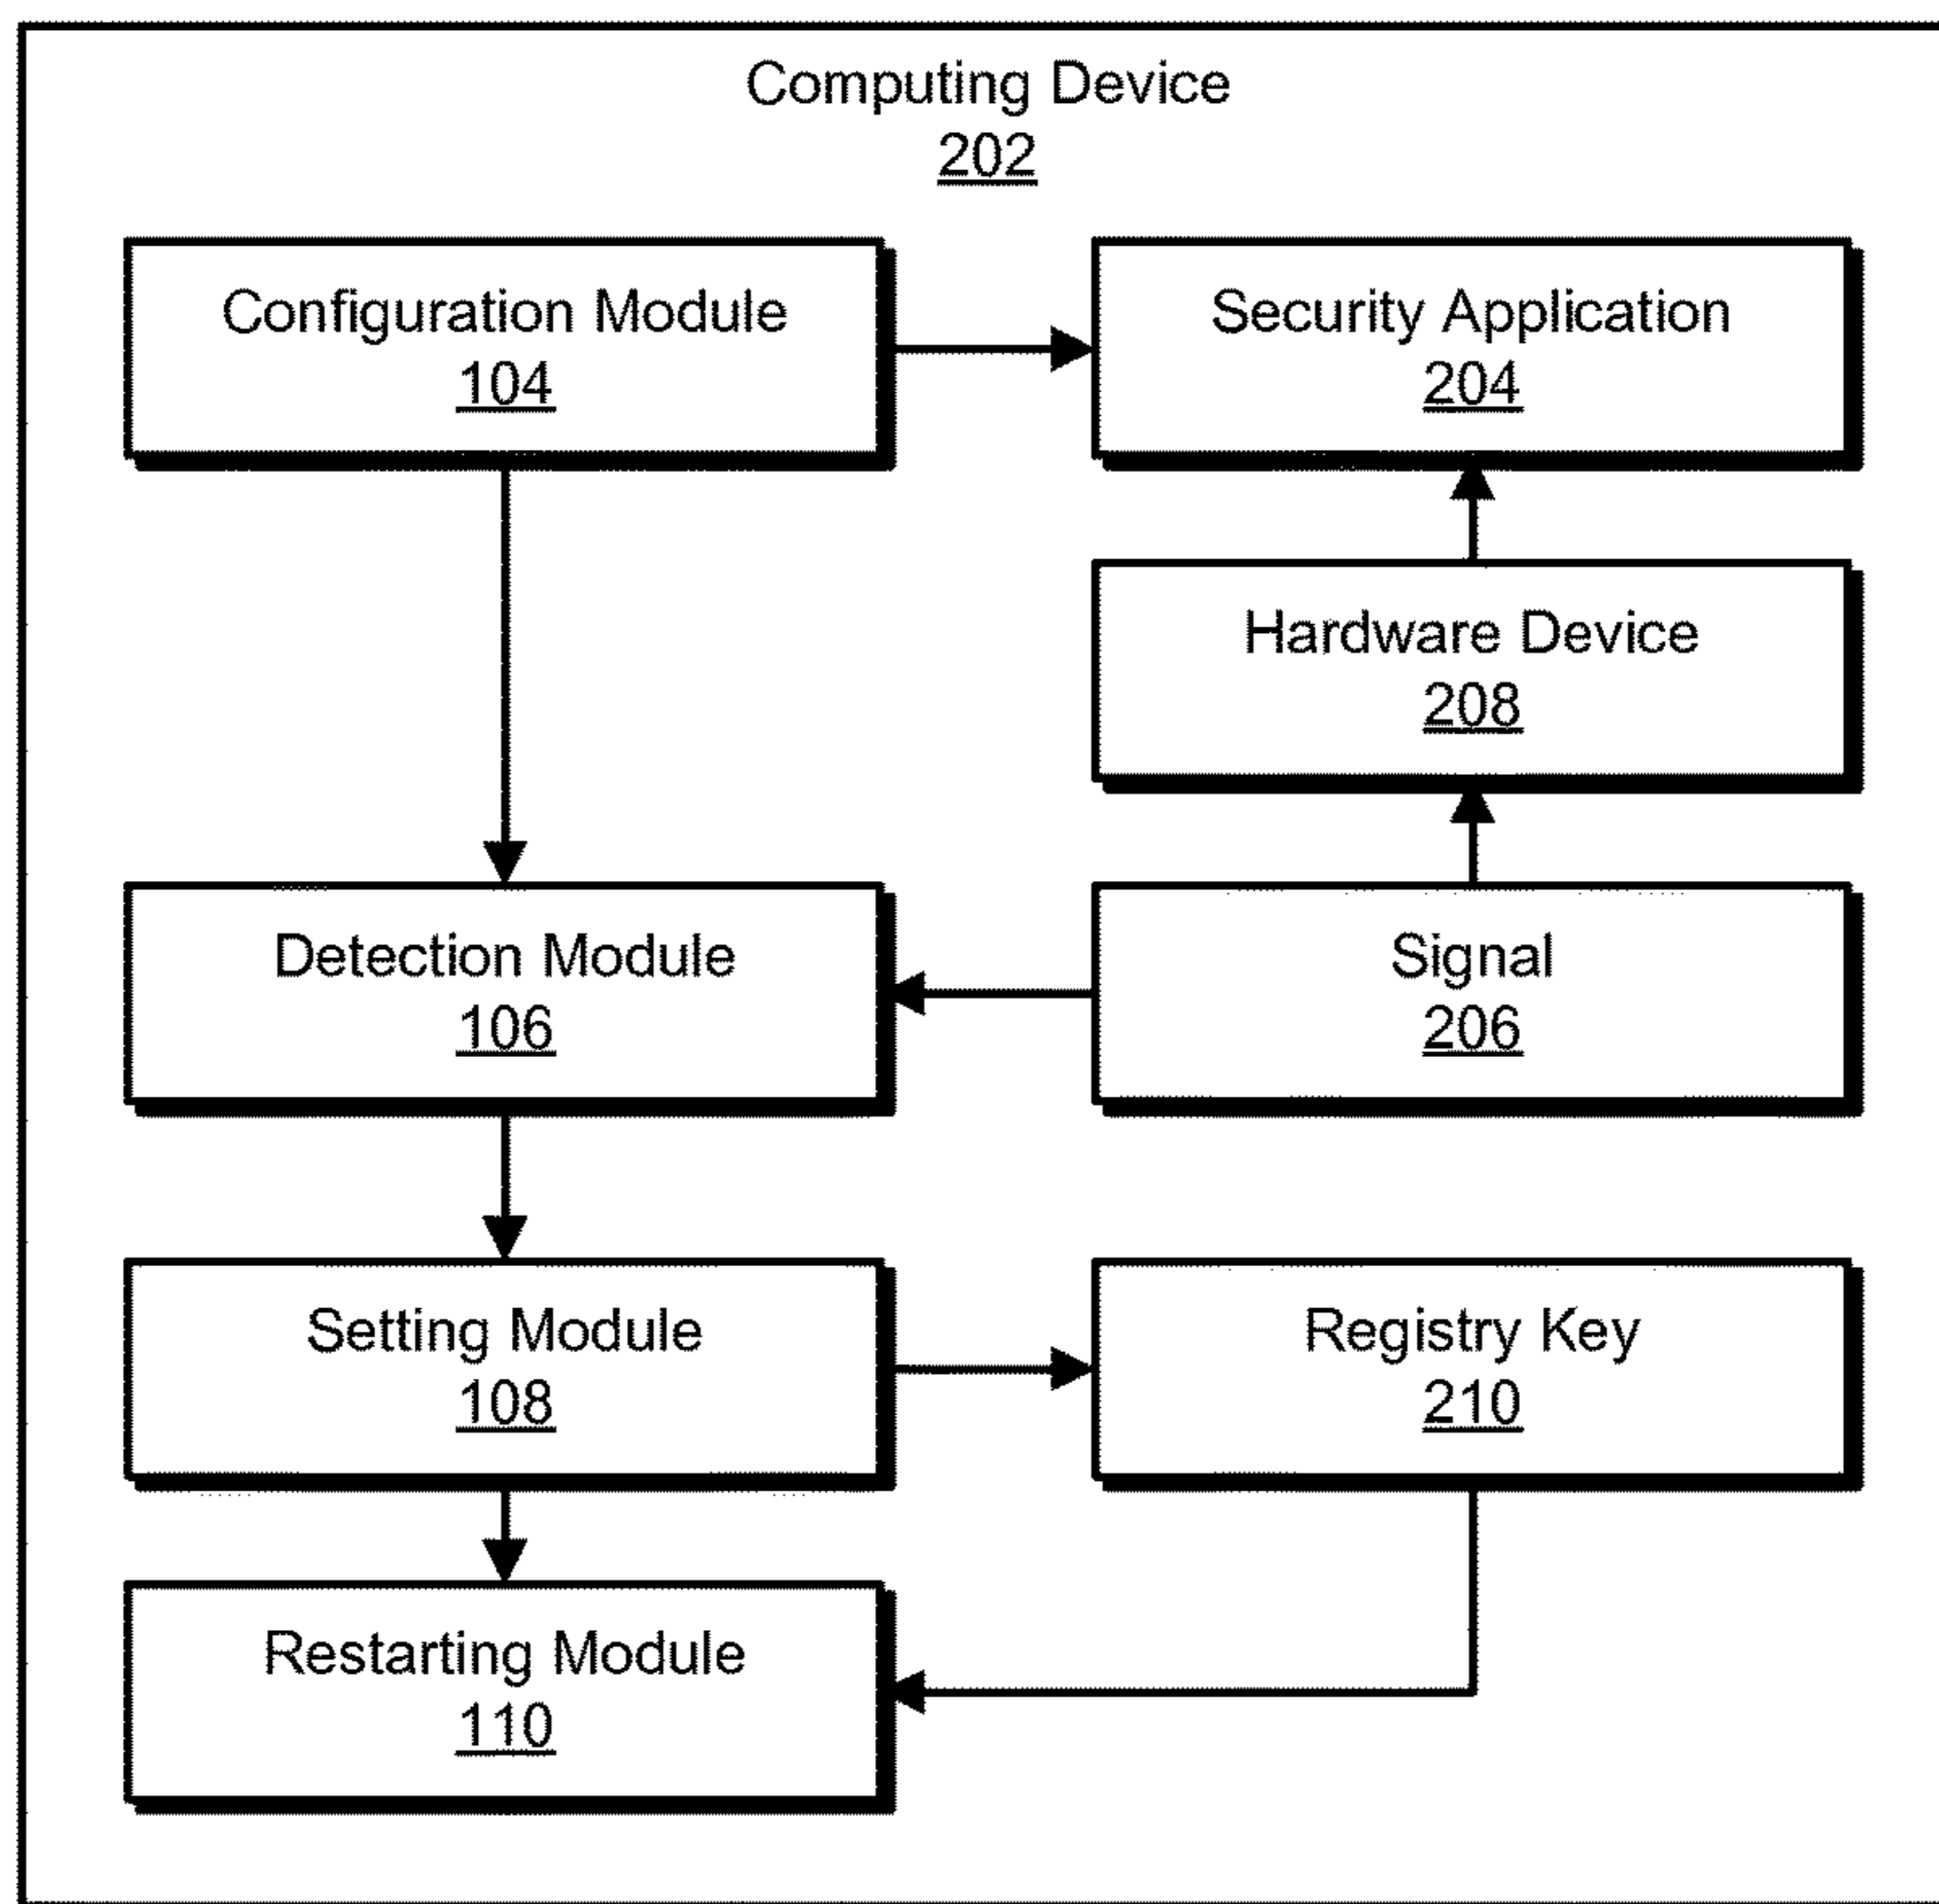 Computing Device
202
Configuration Module
104
Security Application
204
Hardware Device
208
Detection Module
106
Signal
206
Setting Module
108
Registry Key
210
Restarting Module
110